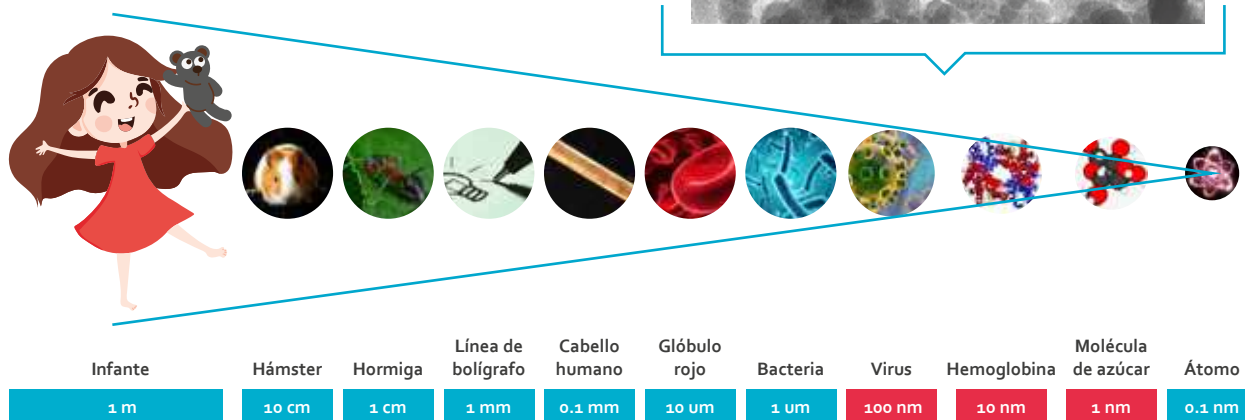 Infante
Hámster
Hormiga
Línea de
bolígrafo
Cabello
humano
Glóbulo
rojo
Bacteria
Virus
Hemoglobina
Molécula
de azúcar
Átomo
1 m
10 cm
1 cm
1 mm
0.1 mm
10 um
1 um
100 nm
10 nm
1 nm
0.1 nm